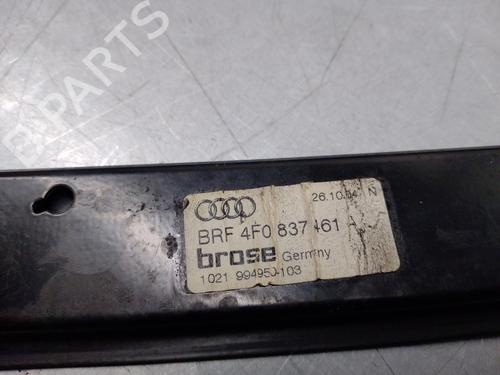 B-PARTS
26.10.04 N
BRF 4F0 837 461 A
brose Germany
1021 994950-103